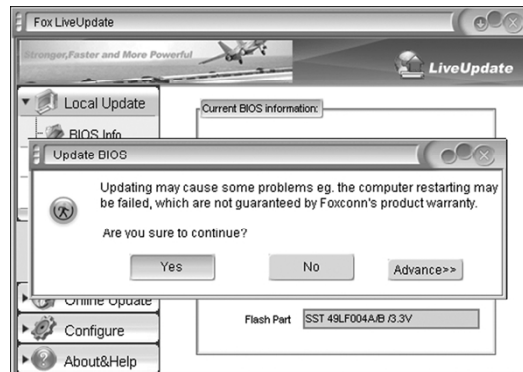 Fox LiveUpdate
Stronger,Faster and More Powerful
LiveUpdate
Local Update
Current BIOS information:
BIOS Info
Update BIOS
Updating may cause some problems eg. the computer restarting may
be failed, which are not guaranteed by Foxconn's product warranty.
Are you sure to continue?
Yes
No
Advance>>
Online Update
Flash Part
SST 49LF004A/B /3.3V
Configure
About&Help